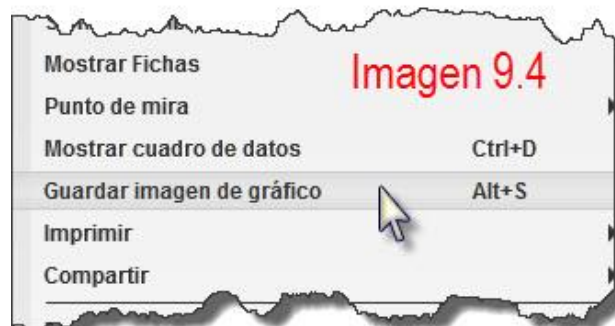 Mostrar Fichas
Imagen 9.4
Punto de mira
Mostrar cuadro de datos Ctrl+D
Guardar imagen de gráfico Alt+S
Imprimir
Compartir